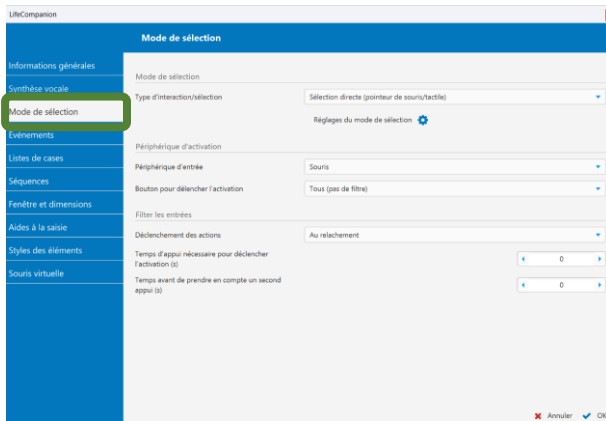 LifeCompanion
Mode de sélection
Informations générales
Synthèse vocale
Mode de sélection
Evènements
Listes de cases
Séquences
Fenêtre et dimensions
Aides à la saisie
Styles des éléments
Souris virtuelle
Mode de sélection
Type d'interaction/sélection
Sélection directe (pointeur de souris/tactile)
Réglages du mode de sélection
Périphérique d'activation
Périphérique d'entrée
Souris
Bouton pour délencher l'activation
Tous (pas de filtre)
Filter les entrées
Déclenchement des actions
Au relachement
Temps d'appui nécessaire pour déclencher
l'activation (s)
0
Temps avant de prendre en compte un second
appui (s)
0
Annuler
OK